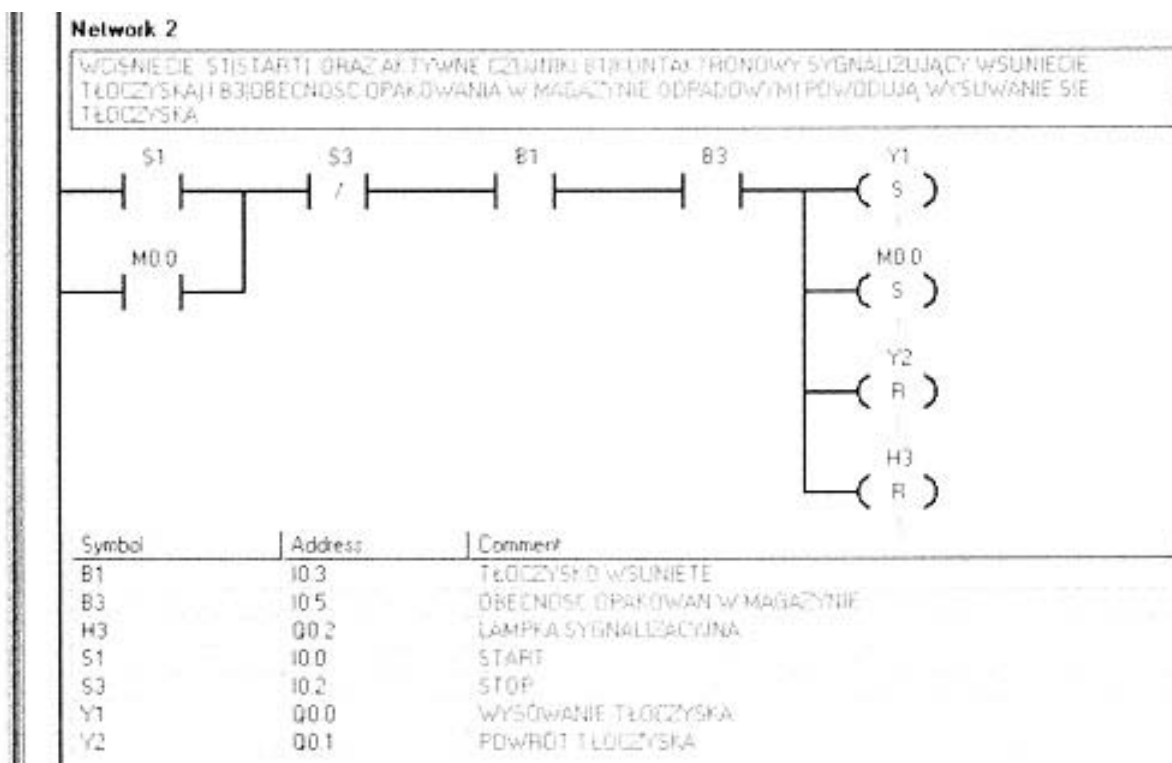 Network 2
WCIŚNIĘCIE S1(START) ORAZ AKTYWNE CZUJNIKI B1(KONTAKTRONOWY SYGNALIZUJĄCY WSUNIĘCIE
TŁOCZYSKA) I B3(OBECNOŚĆ OPAKOWANIA W MAGAZYNIE ODPADOWYM) POWODUJĄ WYSUWANIE SIĘ
TŁOCZYSKA
S1 S3 B1 B3 Y1
/ S
M0.0 M0.0
S
Y2
R
H3
R
Symbol Address Comment
B1 I0.3 TŁOCZYSKO WSUNIĘTE
B3 I0.5 OBECNOŚĆ OPAKOWAŃ W MAGAZYNIE
H3 Q0.2 LAMPKA SYGNALIZACYJNA
S1 I0.0 START
S3 I0.2 STOP
Y1 Q0.0 WYSÓWANIE TŁOCZYSKA
Y2 Q0.1 POWRÓT TŁOCZYSKA